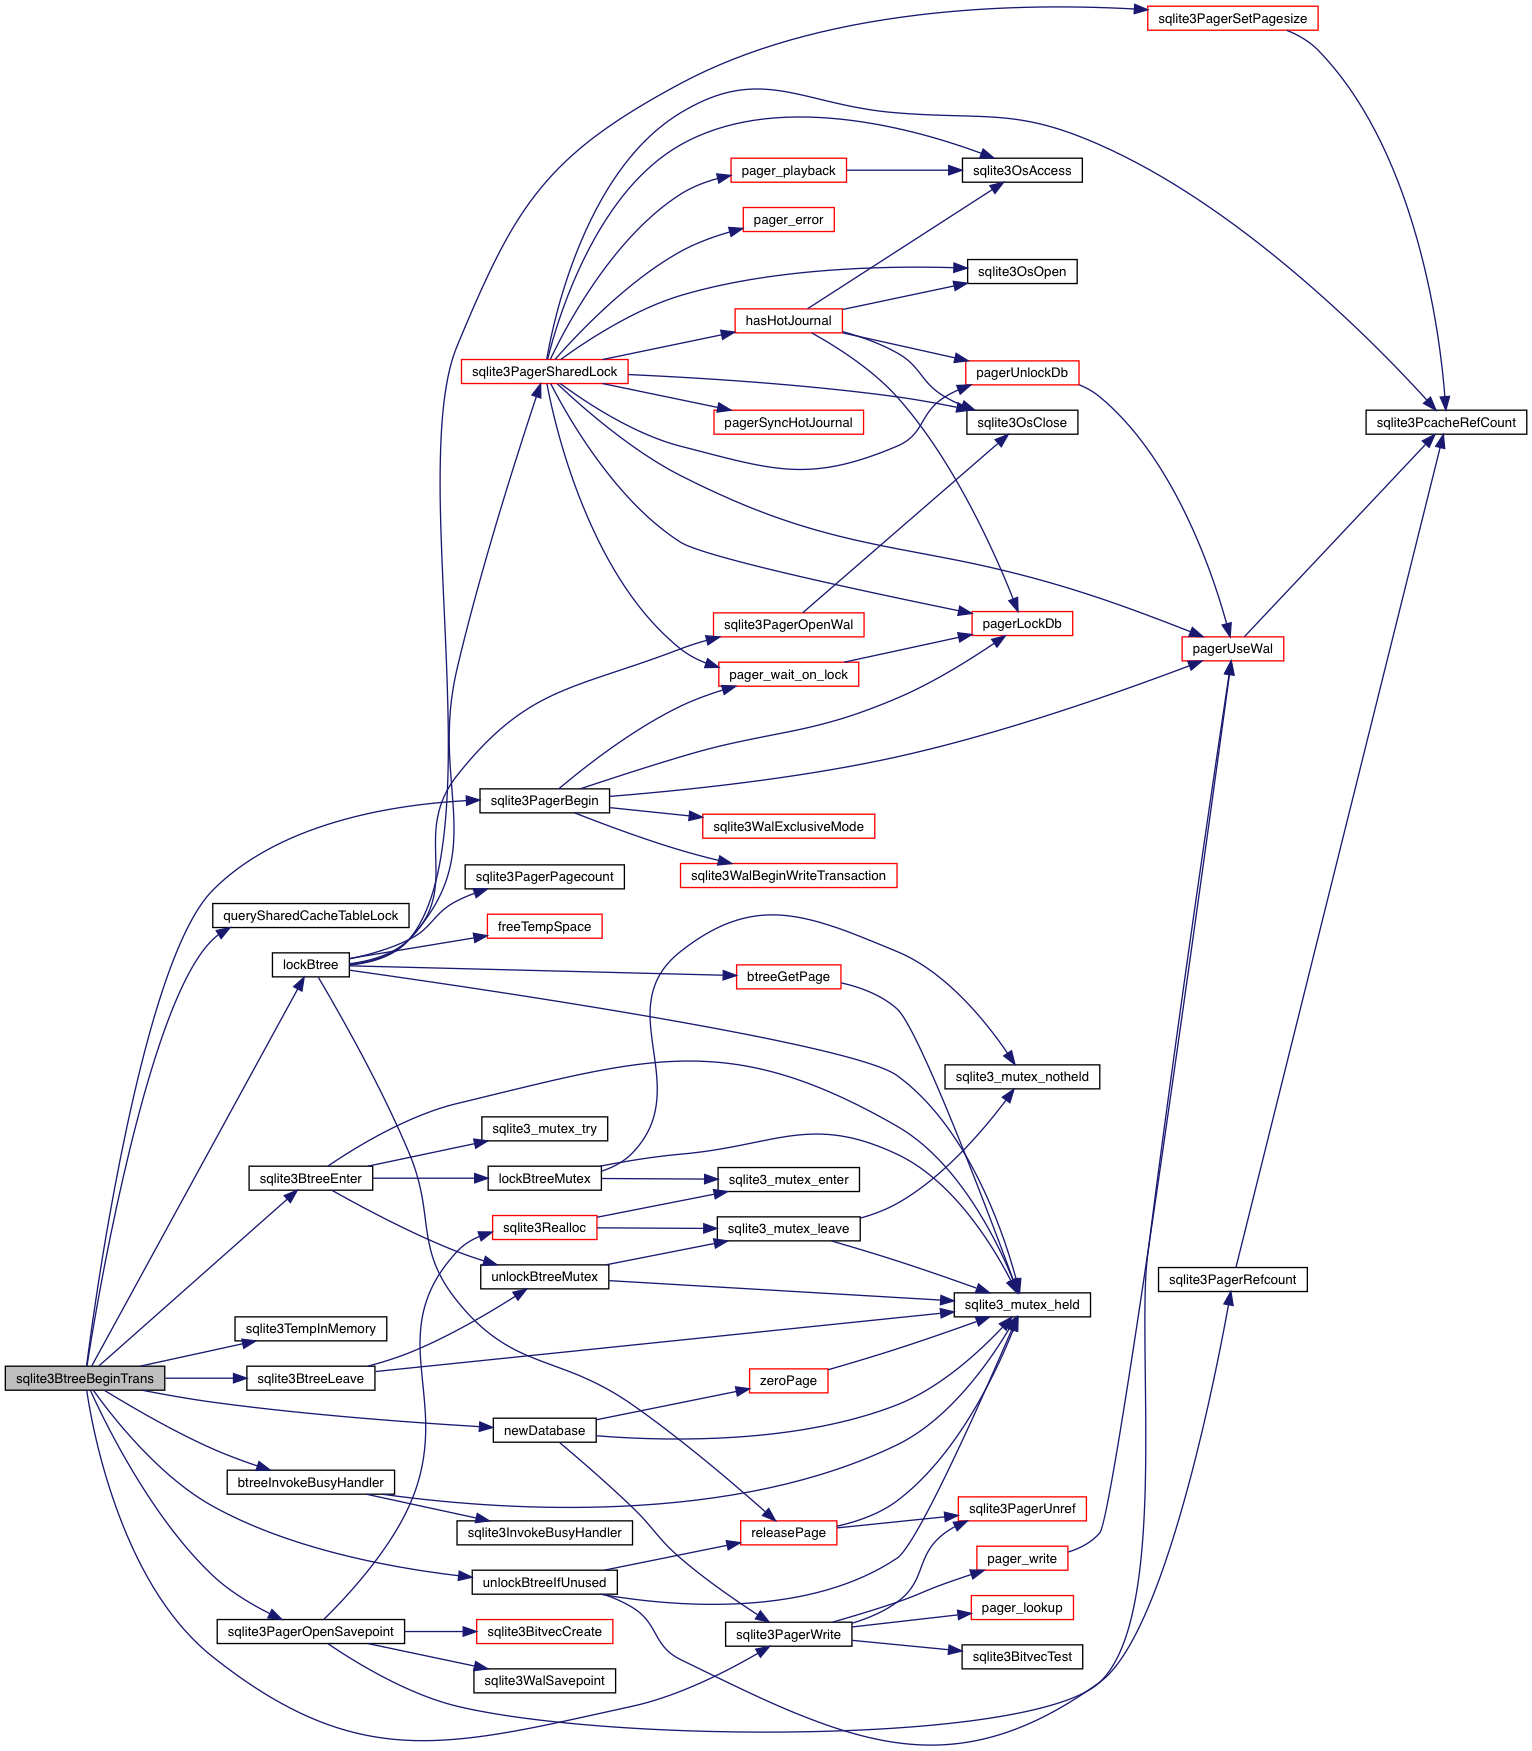 sqlite3PagerSetPagesize
pager_playback
sqlite3OsAccess
pager_error
sqlite3OsOpen
hasHotJournal
sqlite3PagerSharedLock
pagerUnlockDb
pagerSyncHotJournal
sqlite3OsClose
sqlite3PcacheRefCount
sqlite3PagerOpenWal
pagerLockDb
pagerUseWal
pager_wait_on_lock
sqlite3PagerBegin
sqlite3WalExclusiveMode
sqlite3PagerPagecount
sqlite3WalBeginWriteTransaction
querySharedCacheTableLock
freeTempSpace
lockBtree
btreeGetPage
sqlite3_mutex_notheld
sqlite3_mutex_try
sqlite3BtreeEnter
lockBtreeMutex
sqlite3_mutex_enter
sqlite3Realloc
sqlite3_mutex_leave
unlockBtreeMutex
sqlite3PagerRefcount
sqlite3_mutex_held
sqlite3TempInMemory
sqlite3BtreeBeginTrans
sqlite3BtreeLeave
zeroPage
newDatabase
btreeInvokeBusyHandler
sqlite3PagerUnref
sqlite3InvokeBusyHandler
releasePage
pager_write
unlockBtreeIfUnused
pager_lookup
sqlite3PagerOpenSavepoint
sqlite3BitvecCreate
sqlite3PagerWrite
sqlite3BitvecTest
sqlite3WalSavepoint